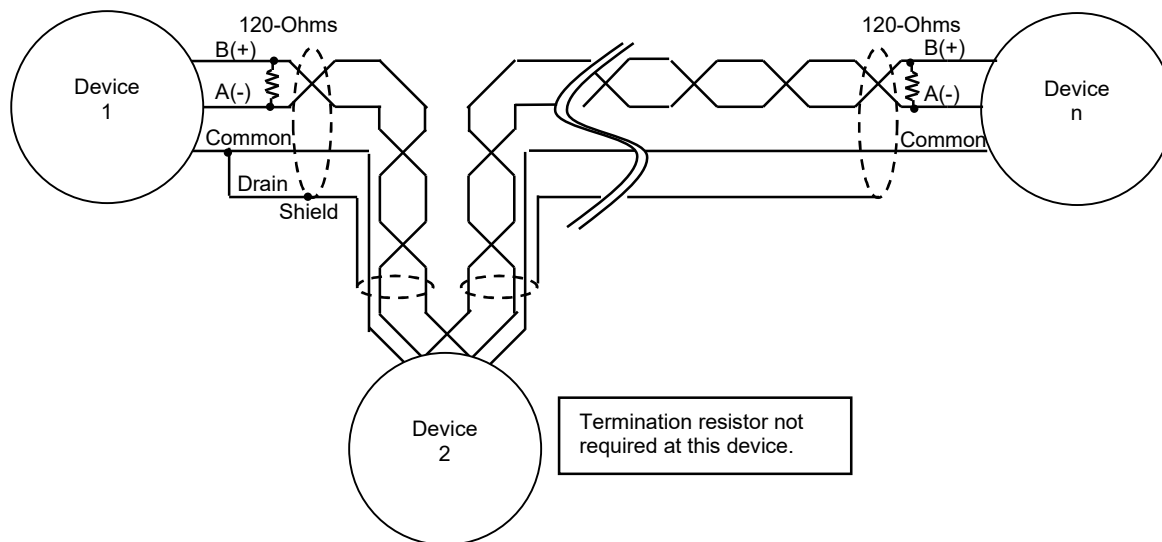 120-Ohms
120-Ohms
B(+)
B(+)
Device
1
A(-)
A(-)
Device
n
Common
Common
Drain
Shield
Device
2
Termination resistor not
required at this device.